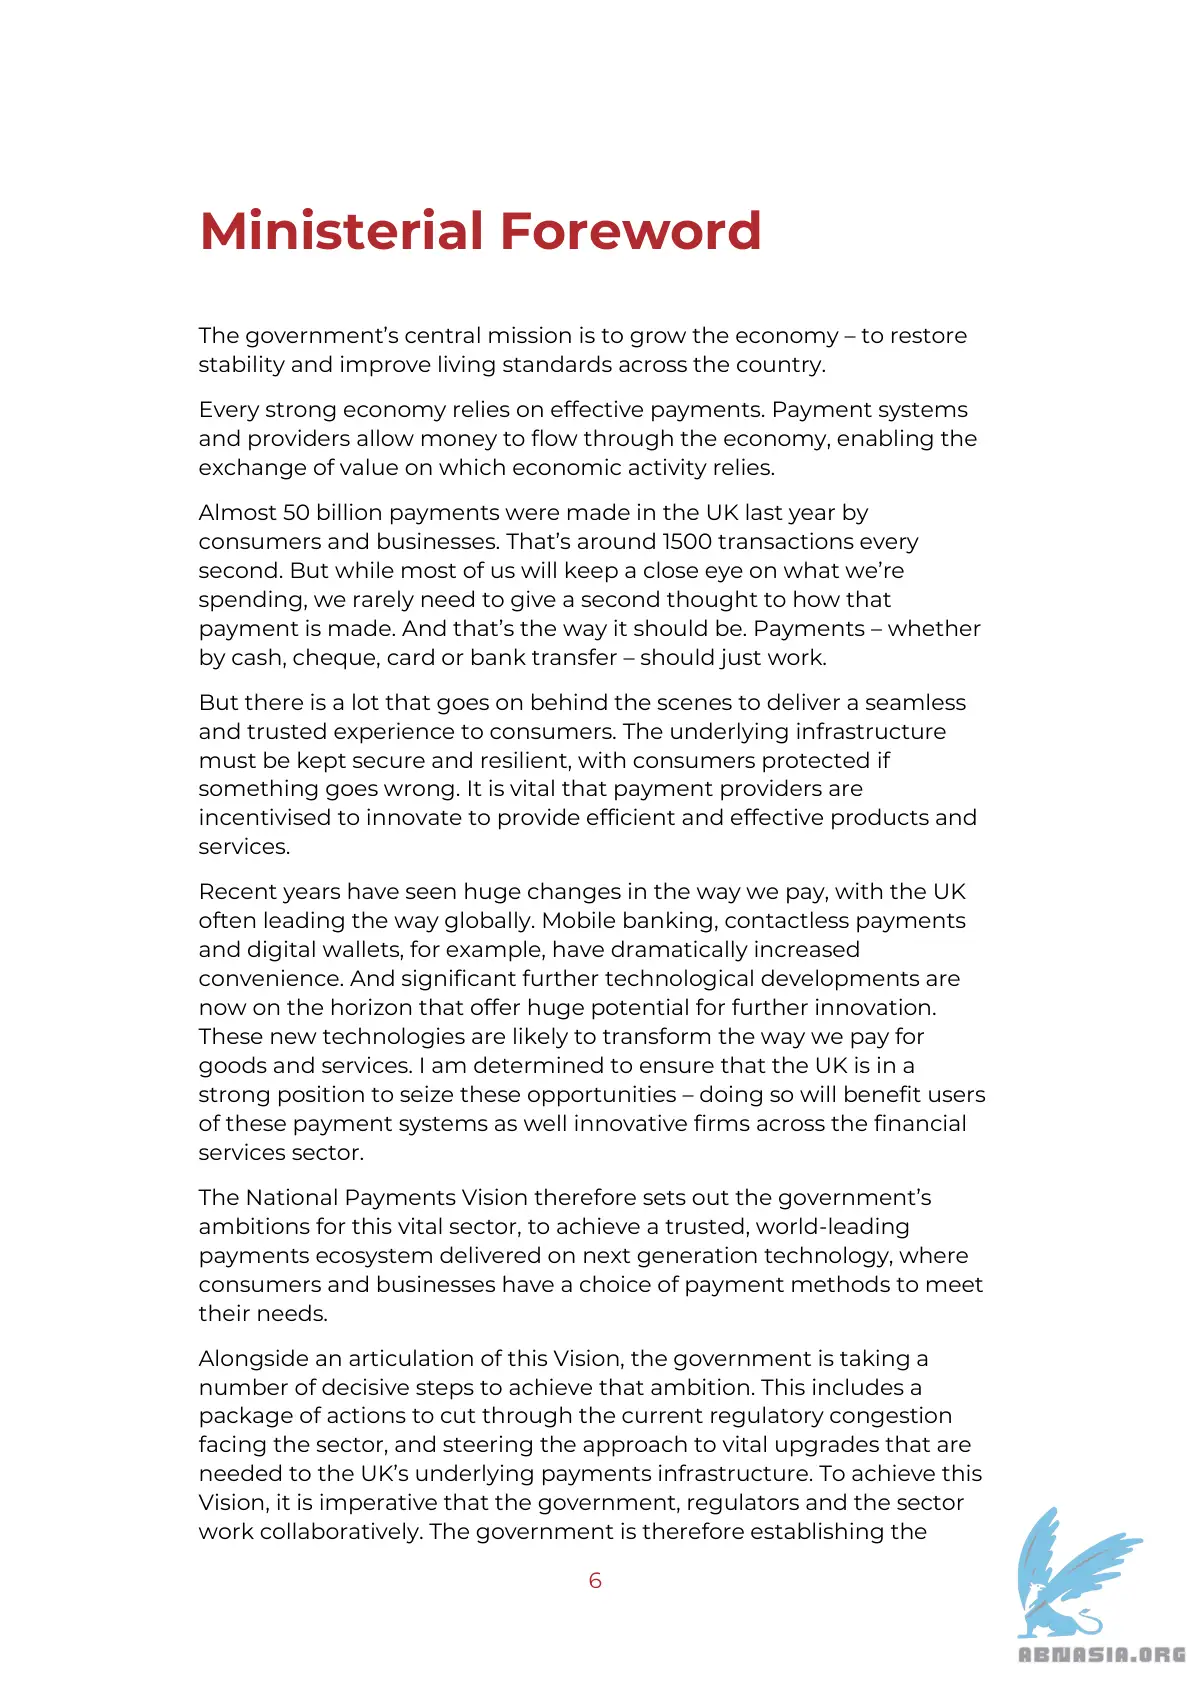 Ministerial Foreword
The government’s central mission is to grow the economy – to restore
stability and improve living standards across the country.
Every strong economy relies on effective payments. Payment systems
and providers allow money to flow through the economy, enabling the
exchange of value on which economic activity relies.
Almost 50 billion payments were made in the UK last year by
consumers and businesses. That’s around 1500 transactions every
second. But while most of us will keep a close eye on what we’re
spending, we rarely need to give a second thought to how that
payment is made. And that’s the way it should be. Payments – whether
by cash, cheque, card or bank transfer – should just work.
But there is a lot that goes on behind the scenes to deliver a seamless
and trusted experience to consumers. The underlying infrastructure
must be kept secure and resilient, with consumers protected if
something goes wrong. It is vital that payment providers are
incentivised to innovate to provide efficient and effective products and
services.
Recent years have seen huge changes in the way we pay, with the UK
often leading the way globally. Mobile banking, contactless payments
and digital wallets, for example, have dramatically increased
convenience. And significant further technological developments are
now on the horizon that offer huge potential for further innovation.
These new technologies are likely to transform the way we pay for
goods and services. I am determined to ensure that the UK is in a
strong position to seize these opportunities – doing so will benefit users
of these payment systems as well innovative firms across the financial
services sector.
The National Payments Vision therefore sets out the government’s
ambitions for this vital sector, to achieve a trusted, world-leading
payments ecosystem delivered on next generation technology, where
consumers and businesses have a choice of payment methods to meet
their needs.
Alongside an articulation of this Vision, the government is taking a
number of decisive steps to achieve that ambition. This includes a
package of actions to cut through the current regulatory congestion
facing the sector, and steering the approach to vital upgrades that are
needed to the UK’s underlying payments infrastructure. To achieve this
Vision, it is imperative that the government, regulators and the sector
work collaboratively. The government is therefore establishing the
6
ABNASIA.ORG